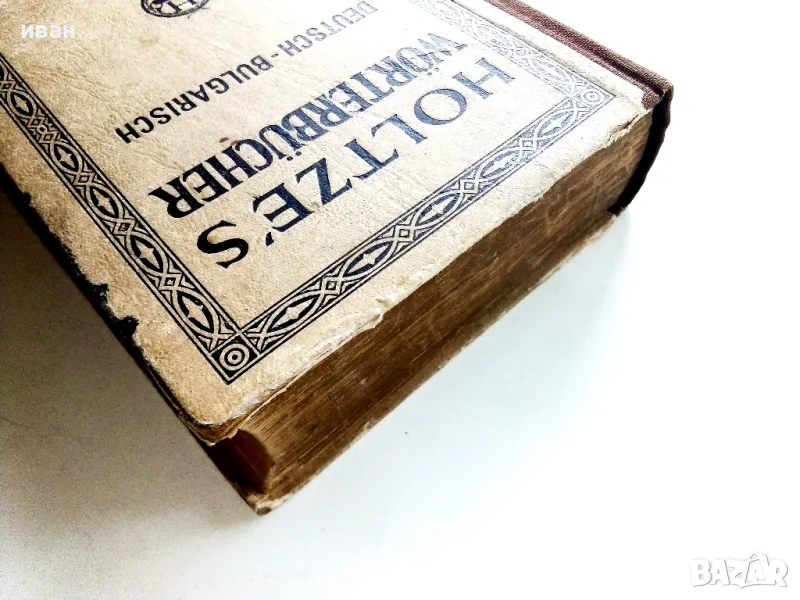 иван
HOLTZE'S
WÖRTERBÜCHER
DEUTSCH - BULGARISCH
BAZAR